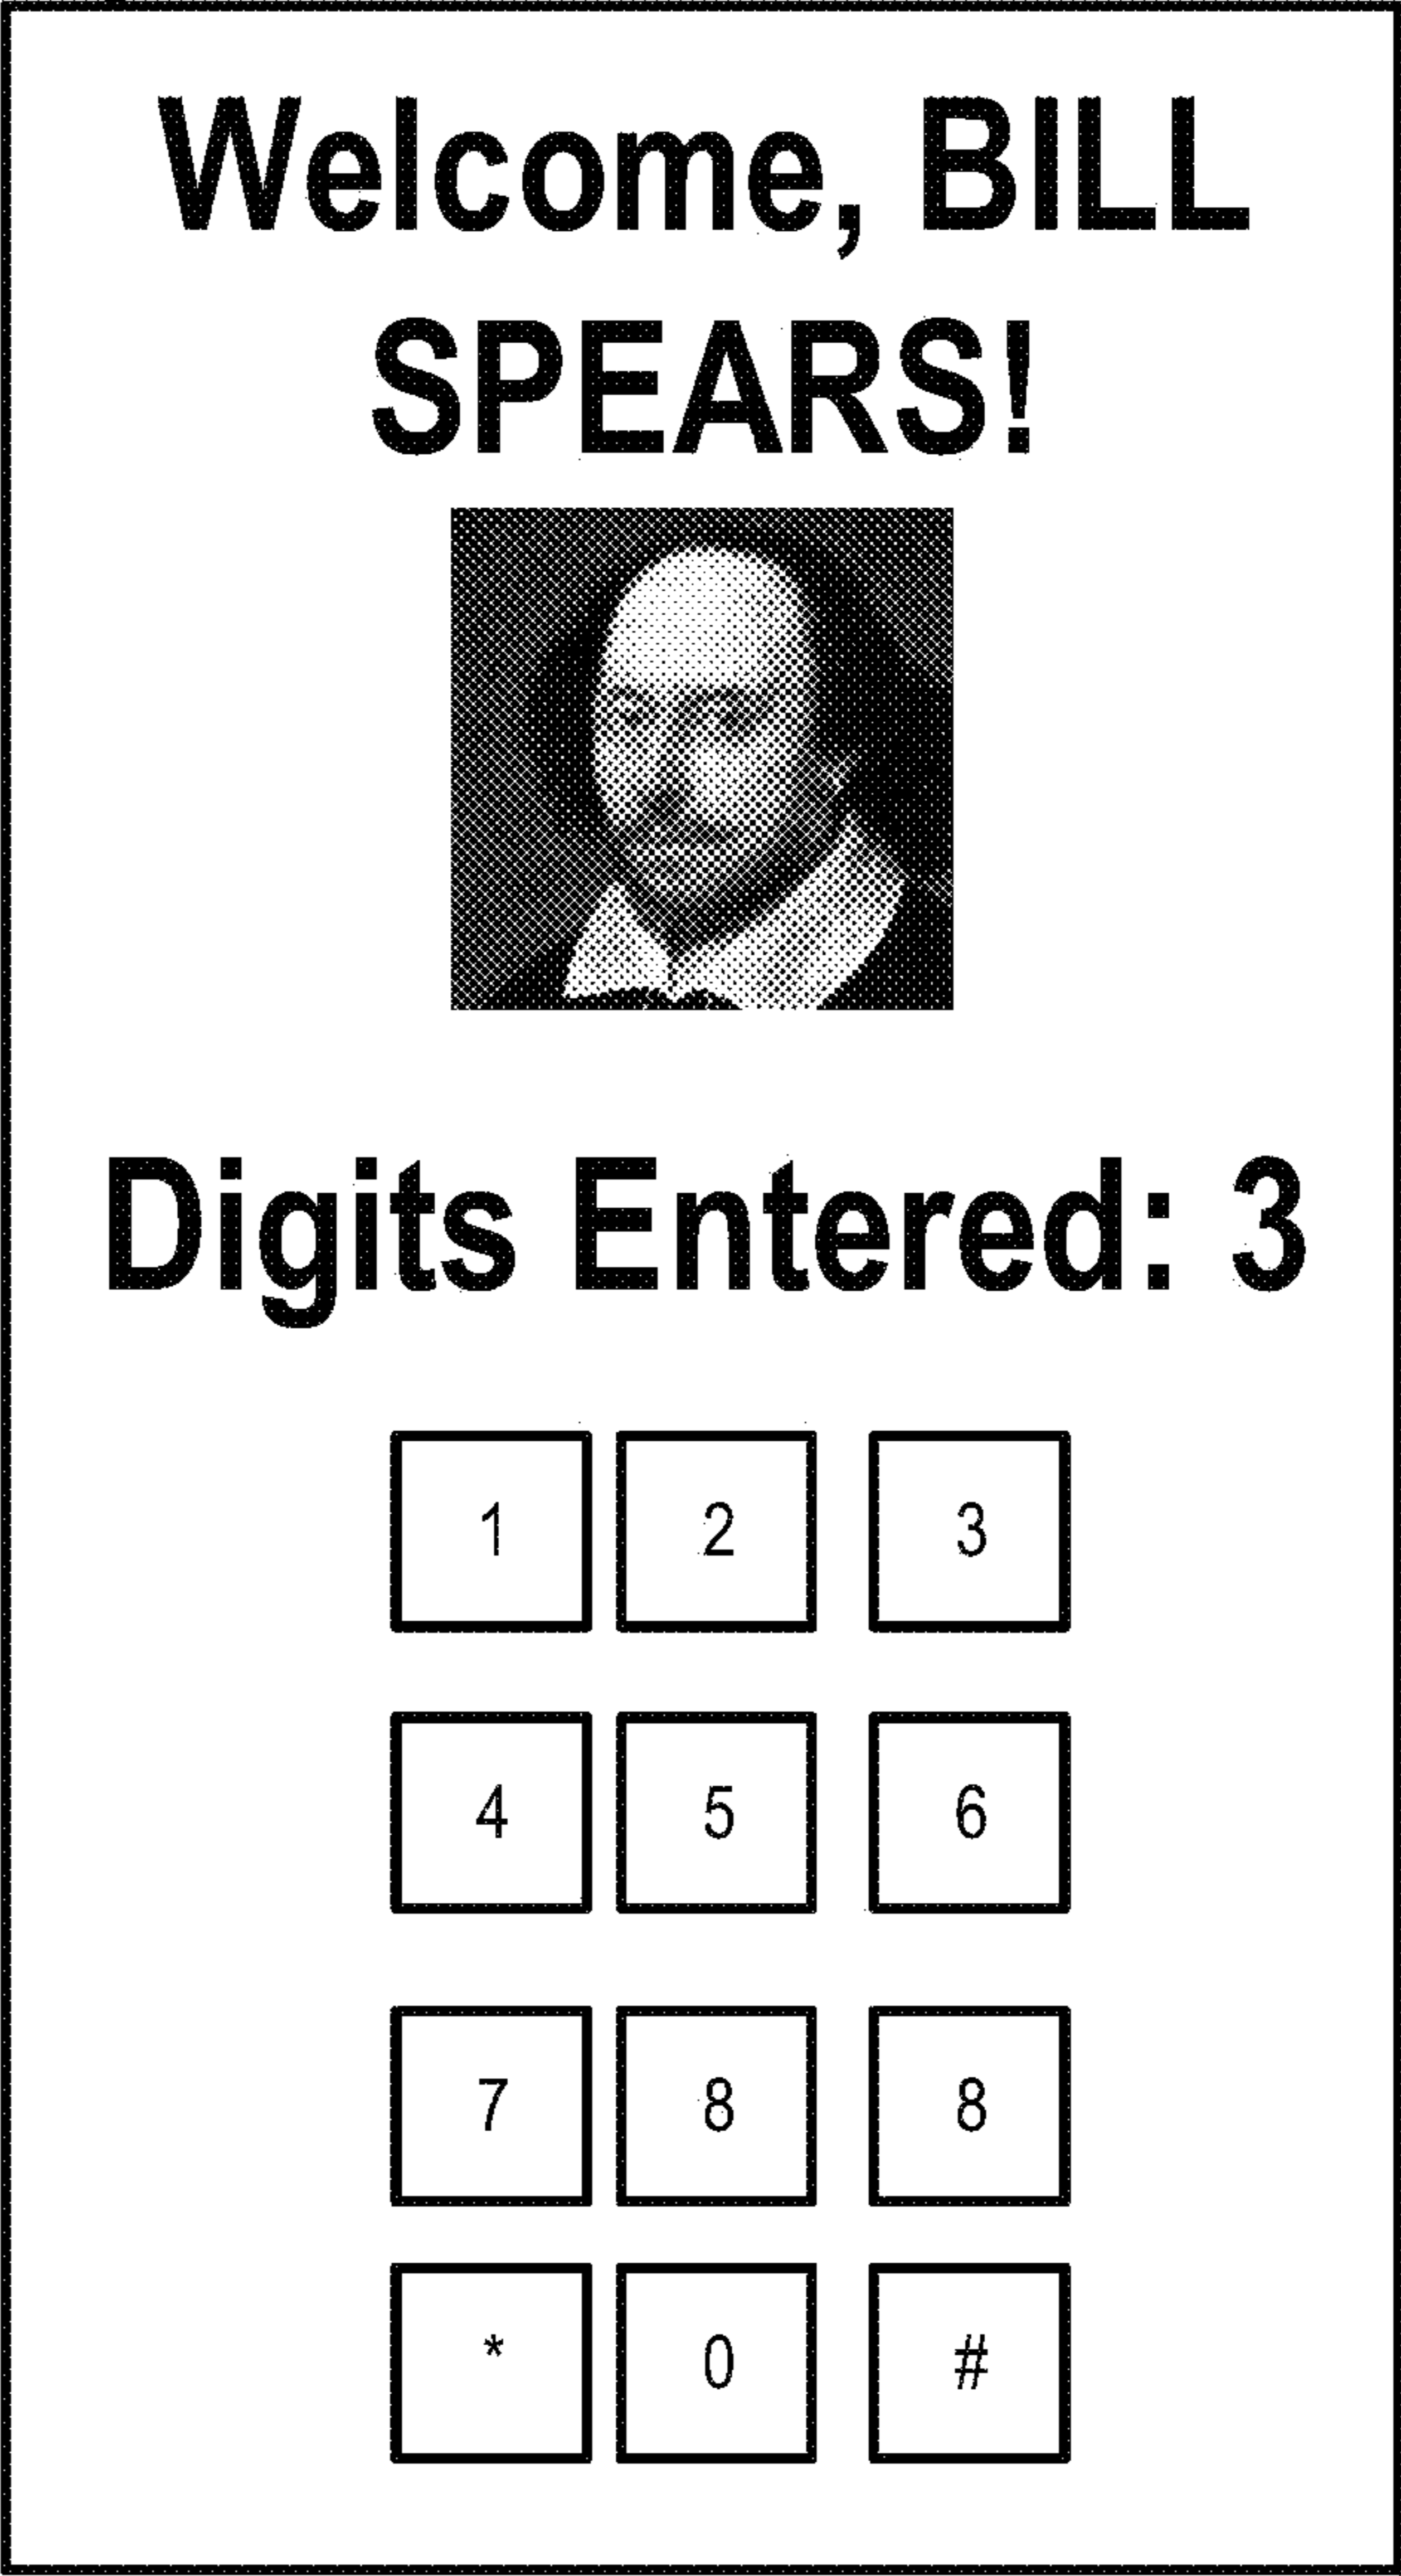 Welcome, BILL
SPEARS!
Digits Entered: 3
1 2 3
4 5 6
7 8 8
* 0 #